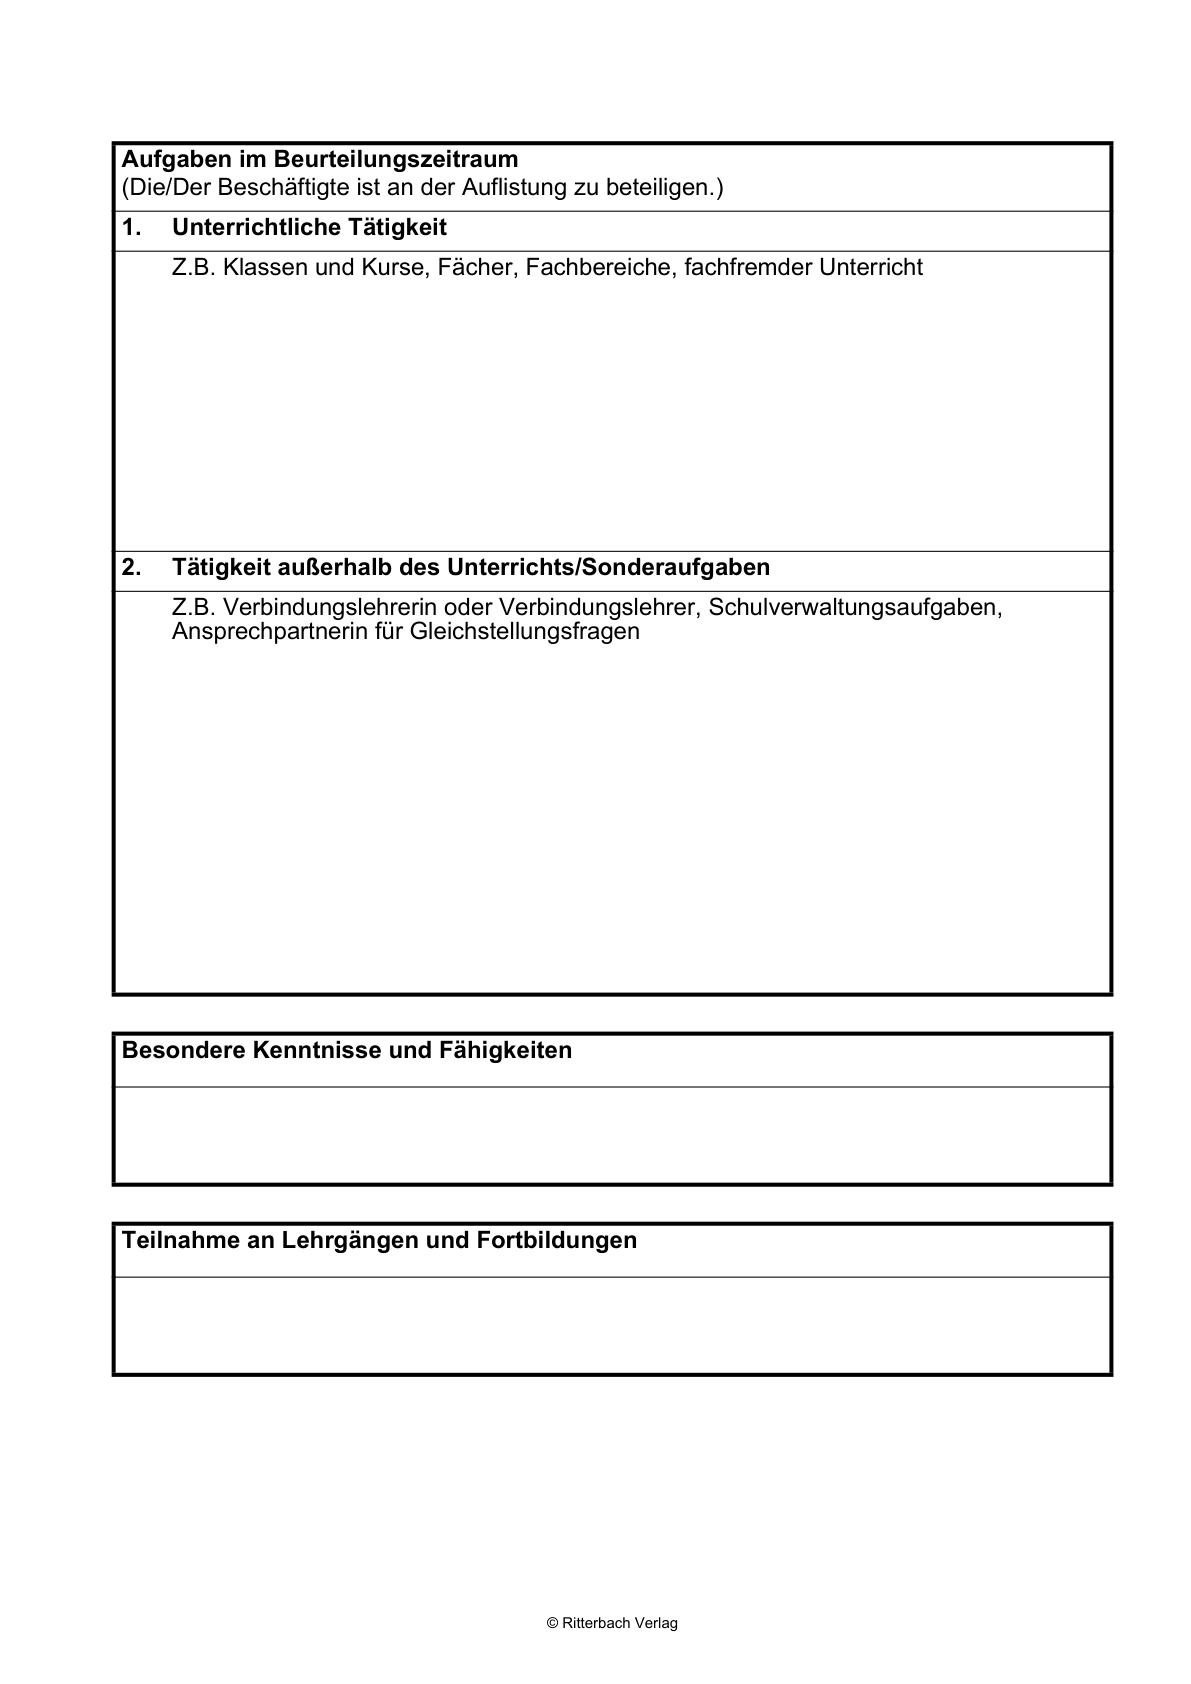 Aufgaben im Beurteilungszeitraum
(Die/Der Beschäftigte ist an der Auflistung zu beteiligen.)
1. Unterrichtliche Tätigkeit
Z.B. Klassen und Kurse, Fächer, Fachbereiche, fachfremder Unterricht
2. Tätigkeit außerhalb des Unterrichts/Sonderaufgaben
Z.B. Verbindungslehrerin oder Verbindungslehrer, Schulverwaltungsaufgaben,
Ansprechpartnerin für Gleichstellungsfragen
Besondere Kenntnisse und Fähigkeiten
Teilnahme an Lehrgängen und Fortbildungen
© Ritterbach Verlag